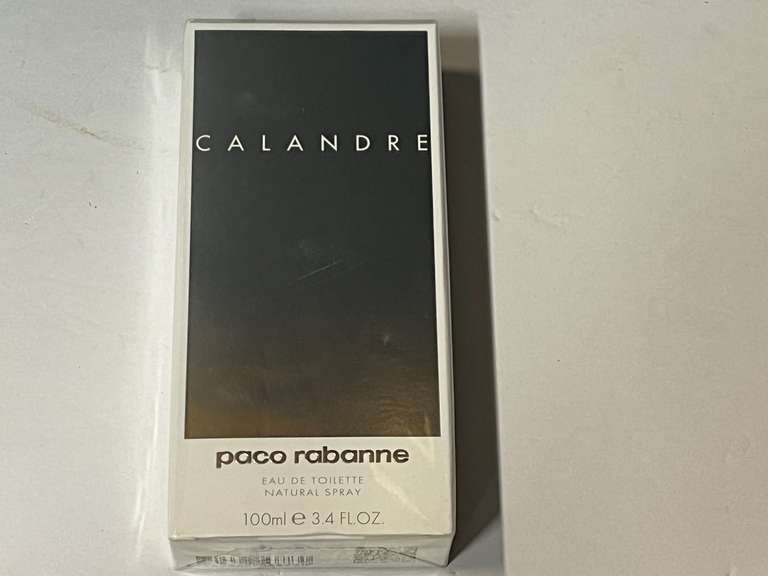 CALANDRE
paco rabanne
EAU DE TOILETTE
NATURAL SPRAY
100ml e 3.4 FL.OZ.